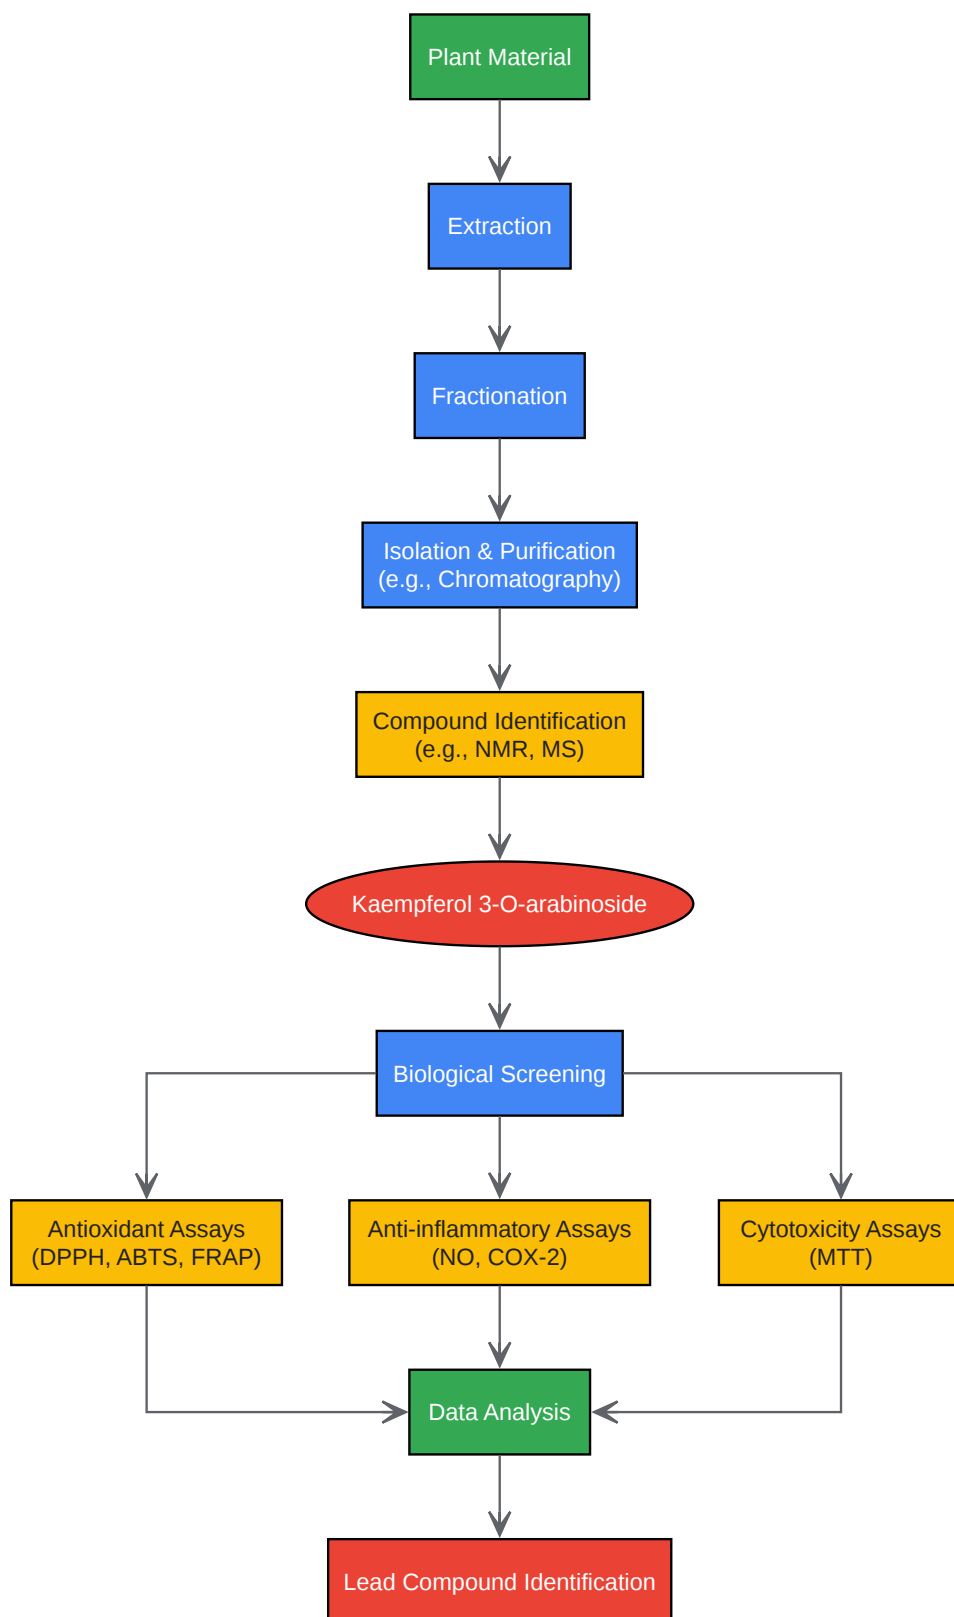 Plant Material
Extraction
Fractionation
Isolation & Purification
(e.g., Chromatography)
Compound Identification
(e.g., NMR, MS)
Kaempferol 3-O-arabinoside
Biological Screening
Antioxidant Assays
(DPPH, ABTS, FRAP)
Anti-inflammatory Assays
(NO, COX-2)
Cytotoxicity Assays
(MTT)
Data Analysis
Lead Compound Identification